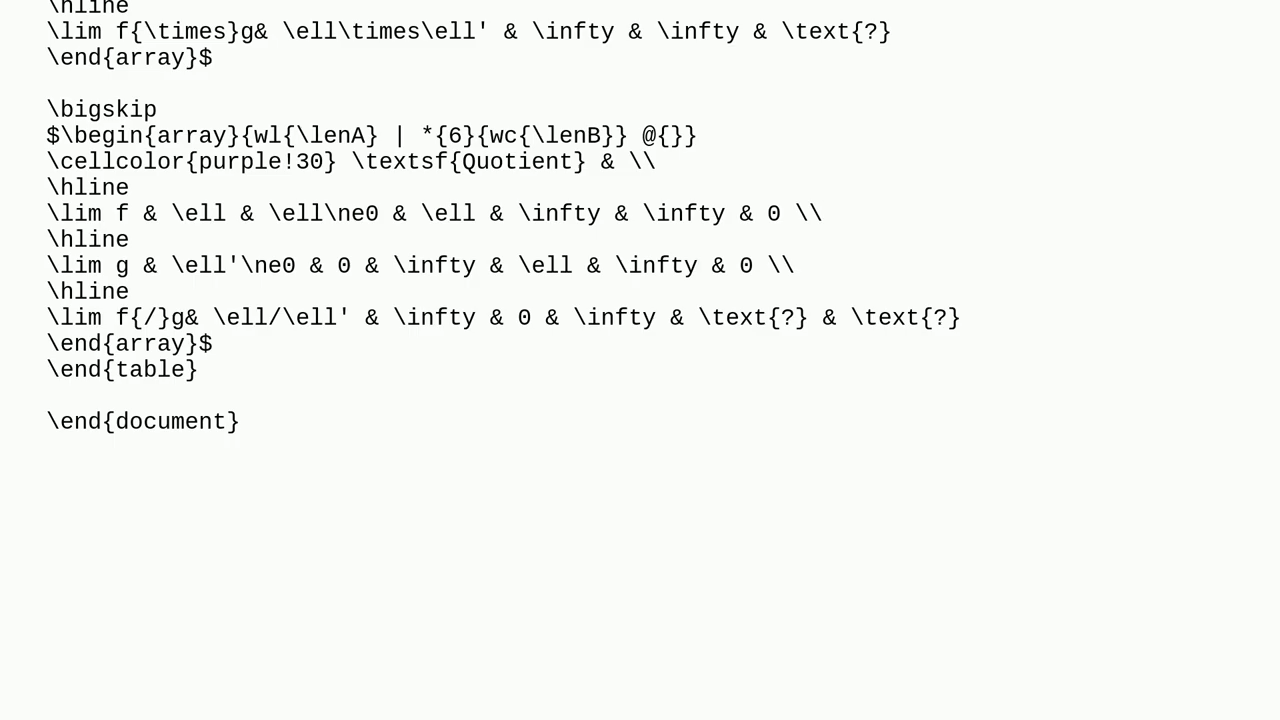 \hline
\lim f{\times}g& \ell\times\ell' & \infty & \infty & \text{?}
\end{array}$
\bigskip
$\begin{array}{wl{\lenA} | *{6}{wc{\lenB}} @{}}
\cellcolor{purple!30} \textsf{Quotient} & \\
\hline
\lim f & \ell & \ell\ne0 & \ell & \infty & \infty & 0 \\
\hline
\lim g & \ell'\ne0 & 0 & \infty & \ell & \infty & 0 \\
\hline
\lim f{/}g& \ell/\ell' & \infty & 0 & \infty & \text{?} & \text{?}
\end{array}$
\end{table}
\end{document}